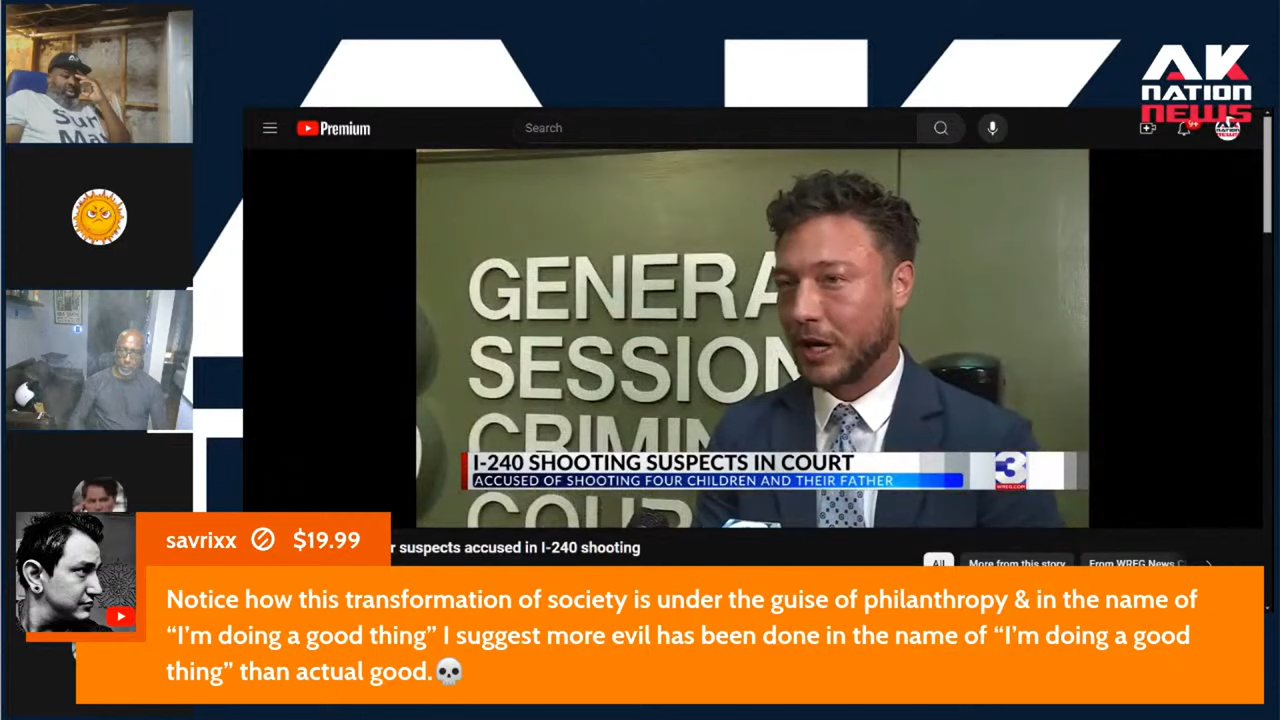 AK
NATION
NEWS
Premium
Search
9+
GENERA
SESSION
CRIMIN
COUR
I-240 SHOOTING SUSPECTS IN COURT
ACCUSED OF SHOOTING FOUR CHILDREN AND THEIR FATHER
3
WREG.COM
r suspects accused in I-240 shooting
All
More from this story
From WREG News
savrixx $19.99
Notice how this transformation of society is under the guise of philanthropy & in the name of
“I’m doing a good thing” I suggest more evil has been done in the name of “I’m doing a good
thing” than actual good.💀